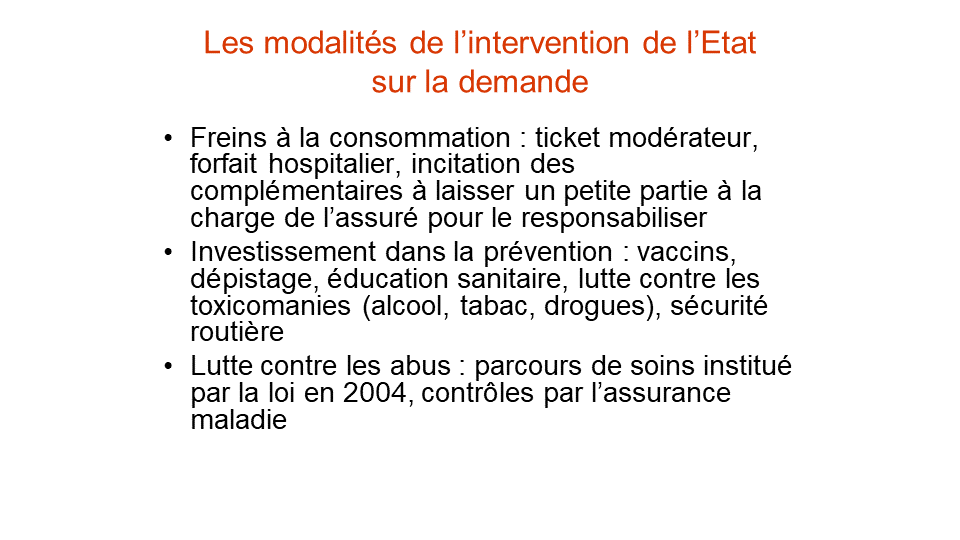 Les modalités de l’intervention de l’Etat
sur la demande
• Freins à la consommation : ticket modérateur,
forfait hospitalier, incitation des
complémentaires à laisser un petite partie à la
charge de l’assuré pour le responsabiliser
• Investissement dans la prévention : vaccins,
dépistage, éducation sanitaire, lutte contre les
toxicomanies (alcool, tabac, drogues), sécurité
routière
• Lutte contre les abus : parcours de soins institué
par la loi en 2004, contrôles par l’assurance
maladie